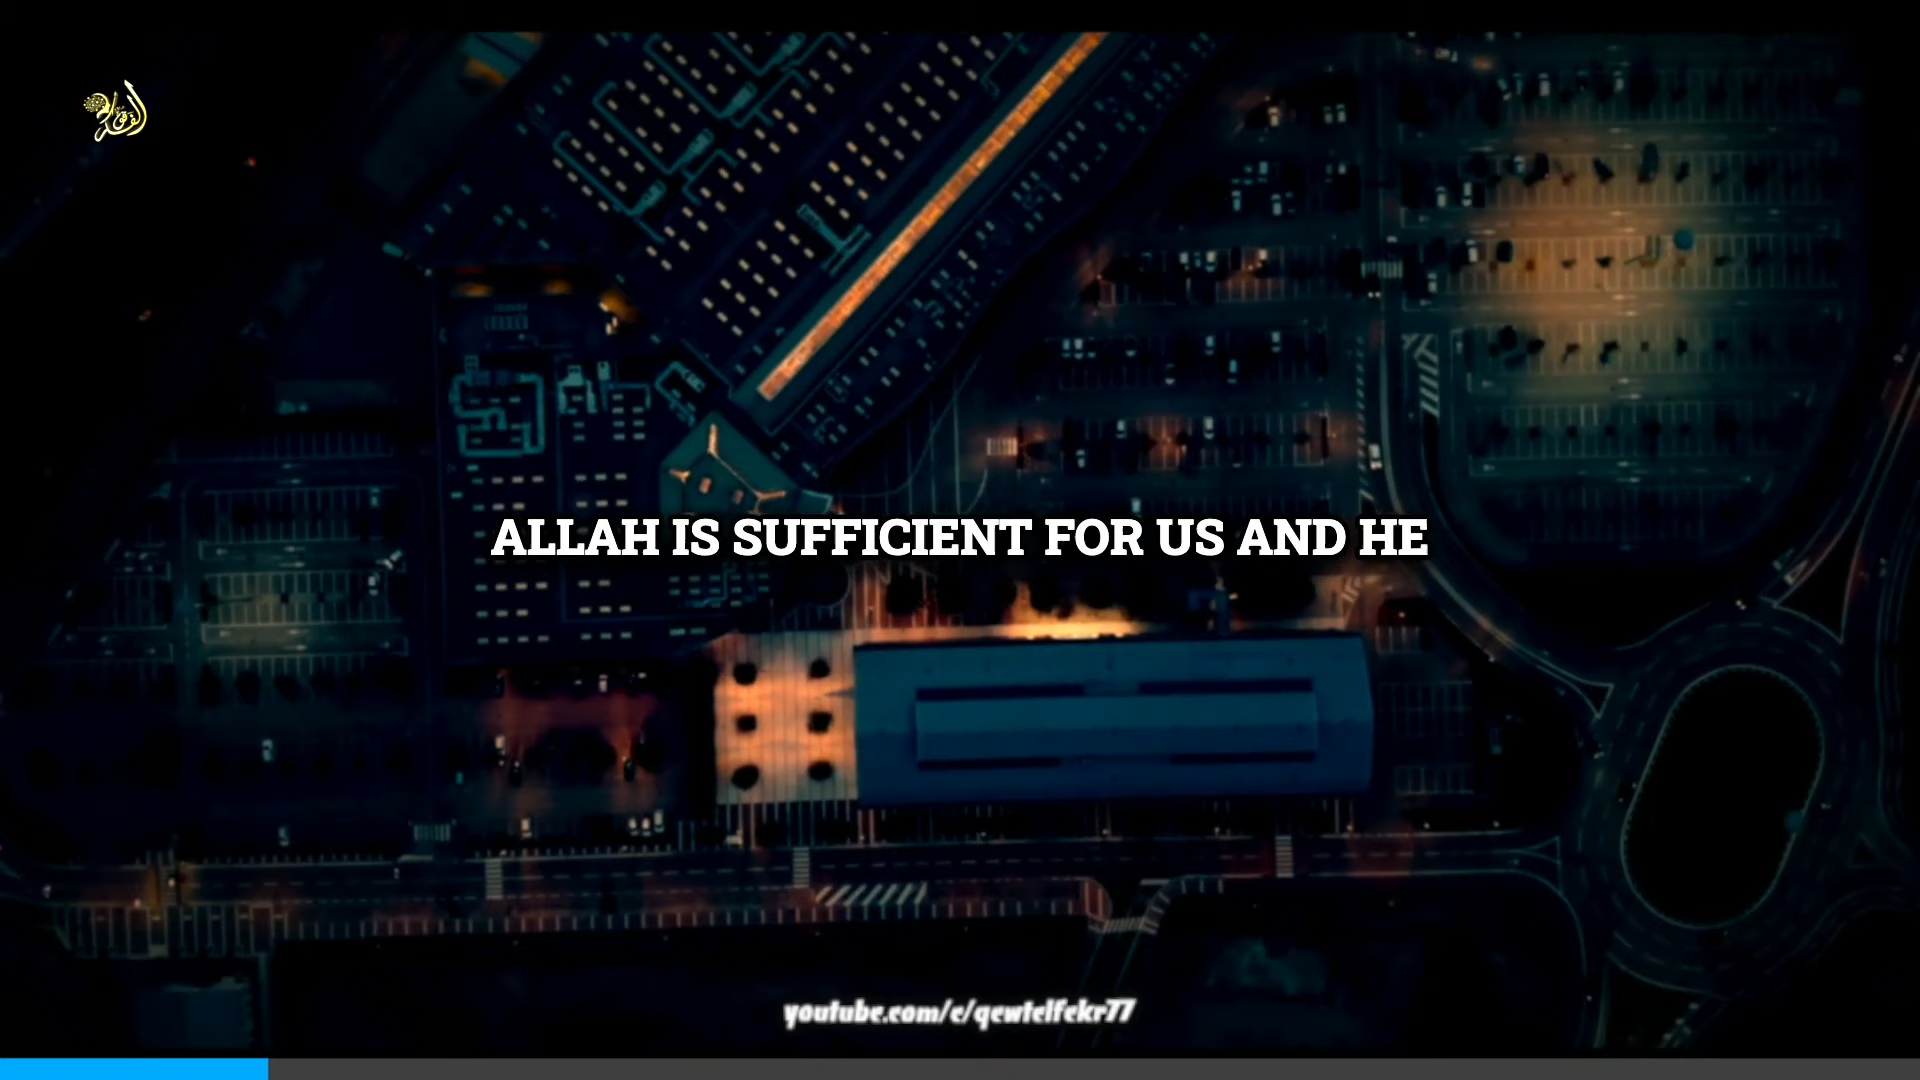 ALLAH IS SUFFICIENT FOR US AND HE
youtube.com/c/qewtelfekr77